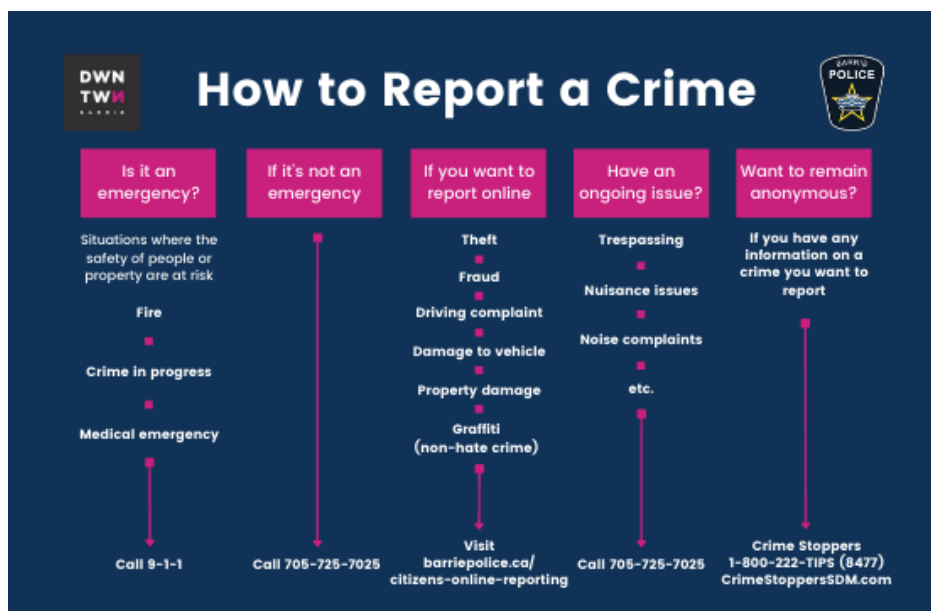 DWN
TWN
BARRIE
How to Report a Crime
BARRIE
POLICE
Is it an
emergency?
Situations where the
safety of people or
property are at risk
Fire
Crime in progress
Medical emergency
Call 9-1-1
If it's not an
emergency
Call 705-725-7025
If you want to
report online
Theft
Fraud
Driving complaint
Damage to vehicle
Property damage
Graffiti
(non-hate crime)
Visit
barriepolice.ca/
citizens-online-reporting
Have an
ongoing issue?
Trespassing
Nuisance issues
Noise complaints
etc.
Call 705-725-7025
Want to remain
anonymous?
If you have any
information on a
crime you want to
report
Crime Stoppers
1-800-222-TIPS (8477)
CrimeStoppersSDM.com